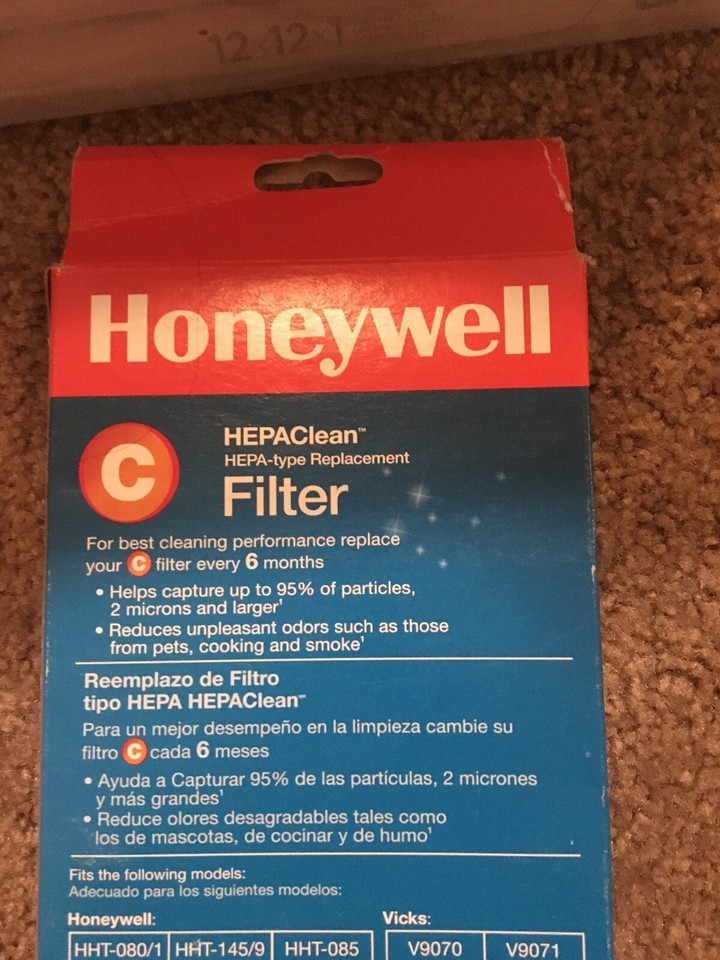 12x12x1
Honeywell
C
HEPAClean™
HEPA-type Replacement
Filter
For best cleaning performance replace
your C filter every 6 months
• Helps capture up to 95% of particles,
2 microns and larger¹
• Reduces unpleasant odors such as those
from pets, cooking and smoke¹
Reemplazo de Filtro
tipo HEPA HEPAClean™
Para un mejor desempeño en la limpieza cambie su
filtro C cada 6 meses
• Ayuda a Capturar 95% de las partículas, 2 micrones
y más grandes¹
• Reduce olores desagradables tales como
los de mascotas, de cocinar y de humo¹
Fits the following models:
Adecuado para los siguientes modelos:
Honeywell: Vicks:
HHT-080/1 HHT-145/9 HHT-085 V9070 V9071